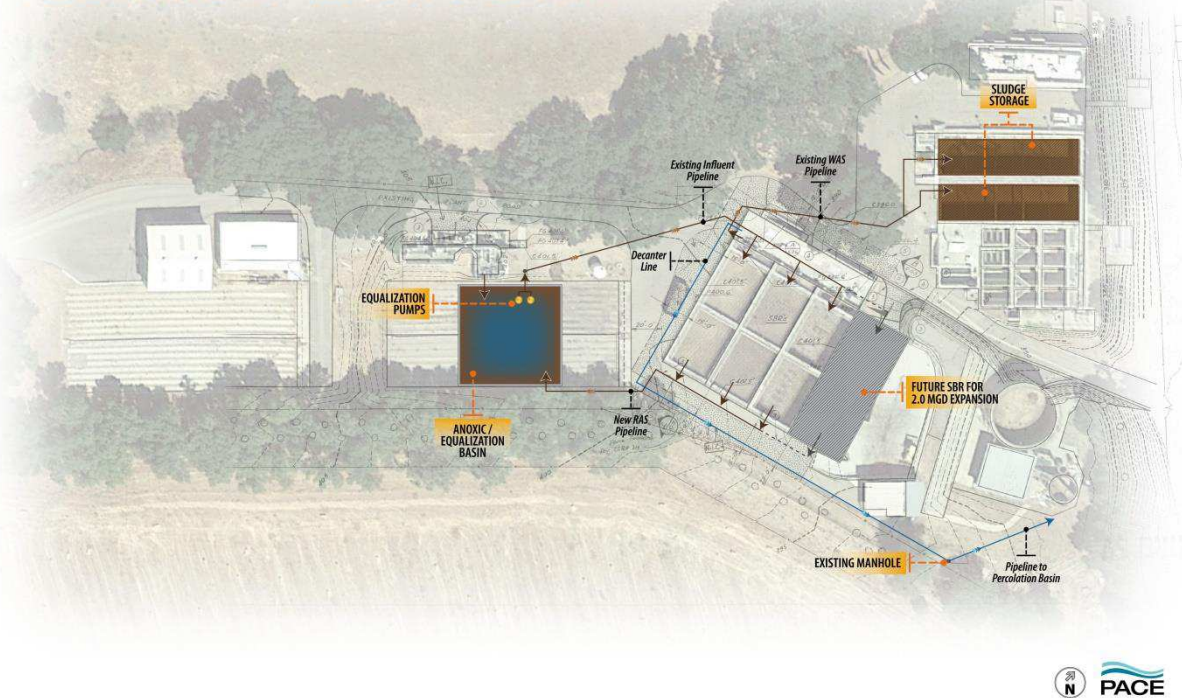 SLUDGE
STORAGE
Existing Influent
Pipeline
Existing WAS
Pipeline
Decanter
Line
EQUALIZATION
PUMPS
FUTURE SBR FOR
2.0 MGD EXPANSION
ANOXIC /
EQUALIZATION
BASIN
New RAS
Pipeline
EXISTING MANHOLE
Pipeline to
Percolation Basin
N
PACE